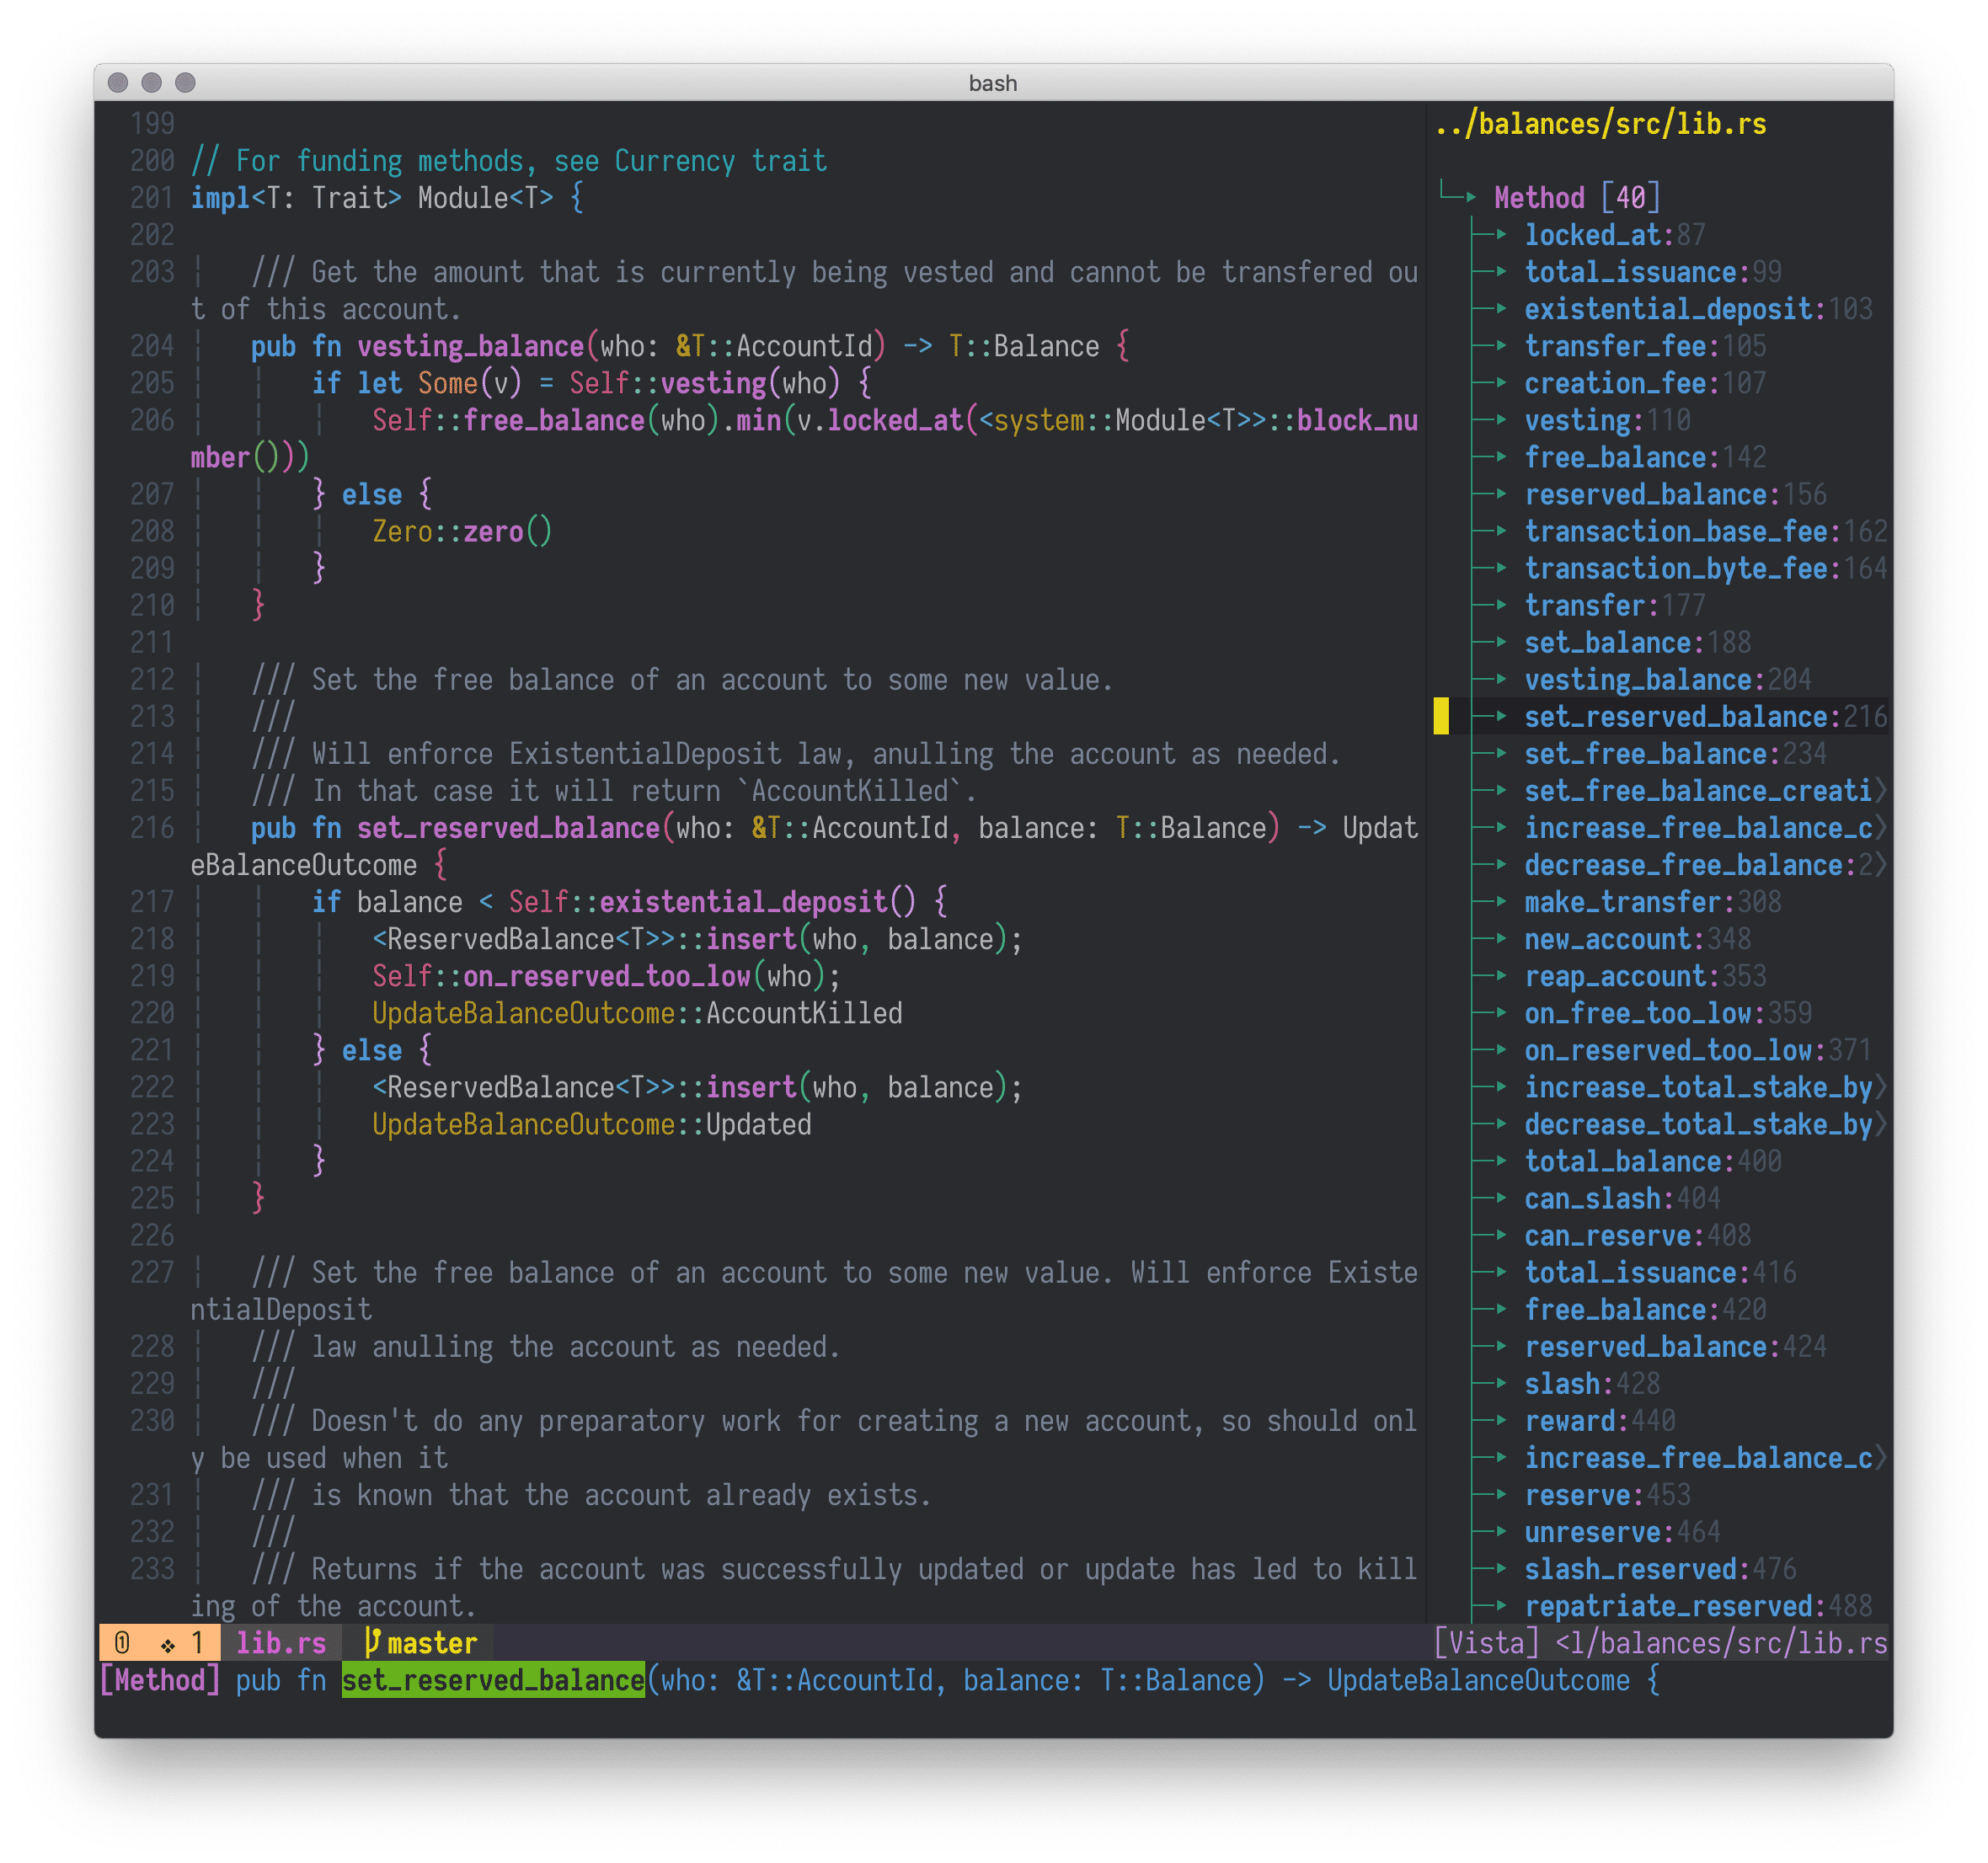 bash
199
200 // For funding methods, see Currency trait
201 impl<T: Trait> Module<T> {
202
203 /// Get the amount that is currently being vested and cannot be transfered ou
t of this account.
204 pub fn vesting_balance(who: &T::AccountId) -> T::Balance {
205 if let Some(v) = Self::vesting(who) {
206 Self::free_balance(who).min(v.locked_at(<system::Module<T>>::block_nu
mber()))
207 } else {
208 Zero::zero()
209 }
210 }
211
212 /// Set the free balance of an account to some new value.
213 ///
214 /// Will enforce ExistentialDeposit law, anulling the account as needed.
215 /// In that case it will return `AccountKilled`.
216 pub fn set_reserved_balance(who: &T::AccountId, balance: T::Balance) -> Updat
eBalanceOutcome {
217 if balance < Self::existential_deposit() {
218 <ReservedBalance<T>>::insert(who, balance);
219 Self::on_reserved_too_low(who);
220 UpdateBalanceOutcome::AccountKilled
221 } else {
222 <ReservedBalance<T>>::insert(who, balance);
223 UpdateBalanceOutcome::Updated
224 }
225 }
226
227 /// Set the free balance of an account to some new value. Will enforce Existe
ntialDeposit
228 /// law anulling the account as needed.
229 ///
230 /// Doesn't do any preparatory work for creating a new account, so should onl
y be used when it
231 /// is known that the account already exists.
232 ///
233 /// Returns if the account was successfully updated or update has led to kill
ing of the account.
../balances/src/lib.rs
Method [40]
locked_at:87
total_issuance:99
existential_deposit:103
transfer_fee:105
creation_fee:107
vesting:110
free_balance:142
reserved_balance:156
transaction_base_fee:162
transaction_byte_fee:164
transfer:177
set_balance:188
vesting_balance:204
set_reserved_balance:216
set_free_balance:234
set_free_balance_creati〉
increase_free_balance_c〉
decrease_free_balance:2〉
make_transfer:308
new_account:348
reap_account:353
on_free_too_low:359
on_reserved_too_low:371
increase_total_stake_by〉
decrease_total_stake_by〉
total_balance:400
can_slash:404
can_reserve:408
total_issuance:416
free_balance:420
reserved_balance:424
slash:428
reward:440
increase_free_balance_c〉
reserve:453
unreserve:464
slash_reserved:476
repatriate_reserved:488
① ❖ 1 lib.rs master
[Vista] <l/balances/src/lib.rs
[Method] pub fn set_reserved_balance(who: &T::AccountId, balance: T::Balance) -> UpdateBalanceOutcome {